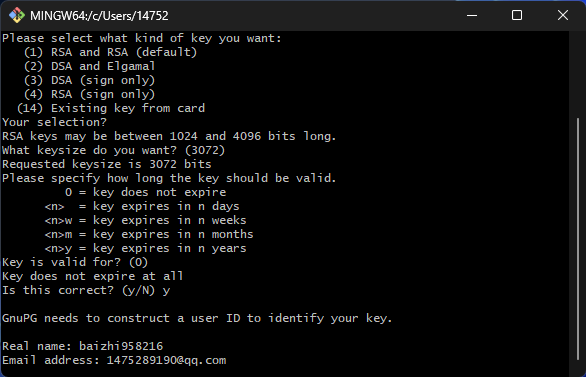 MINGW64:/c/Users/14752
Please select what kind of key you want:
(1) RSA and RSA (default)
(2) DSA and Elgamal
(3) DSA (sign only)
(4) RSA (sign only)
(14) Existing key from card
Your selection?
RSA keys may be between 1024 and 4096 bits long.
What keysize do you want? (3072)
Requested keysize is 3072 bits
Please specify how long the key should be valid.
0 = key does not expire
<n>  = key expires in n days
<n>w = key expires in n weeks
<n>m = key expires in n months
<n>y = key expires in n years
Key is valid for? (0)
Key does not expire at all
Is this correct? (y/N) y
GnuPG needs to construct a user ID to identify your key.
Real name: baizhi958216
Email address: 1475289190@qq.com